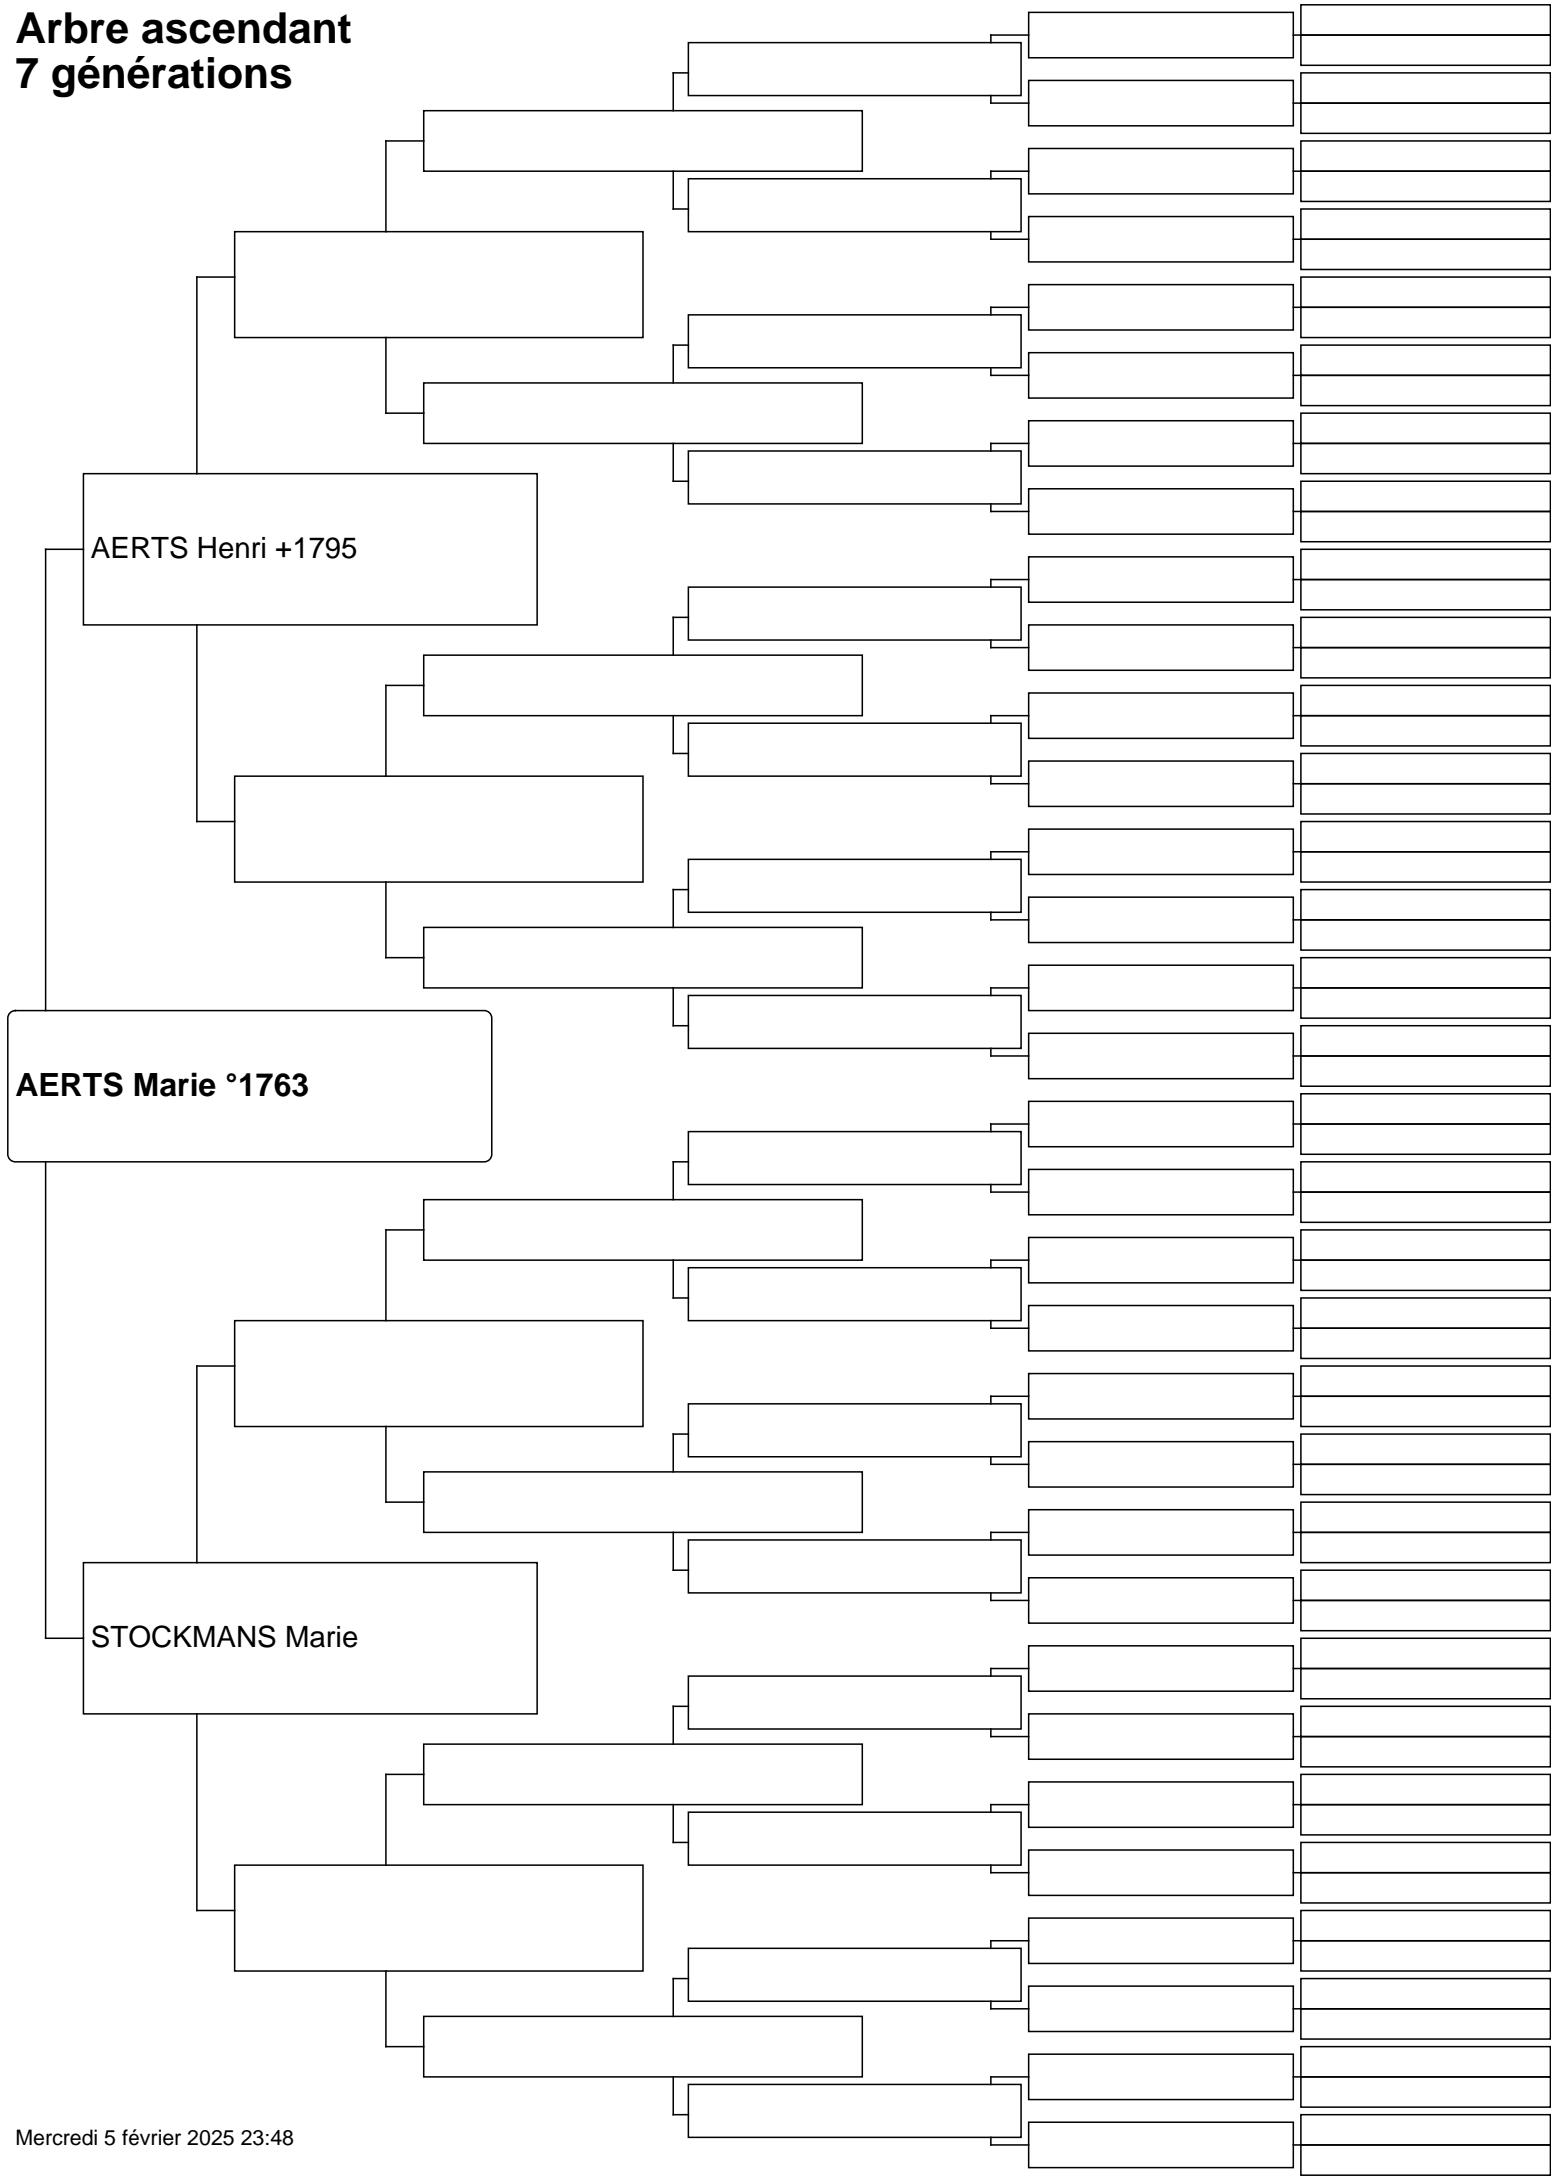 Arbre ascendant
7 générations
AERTS Henri +1795
AERTS Marie °1763
STOCKMANS Marie
Mercredi 5 février 2025 23:48